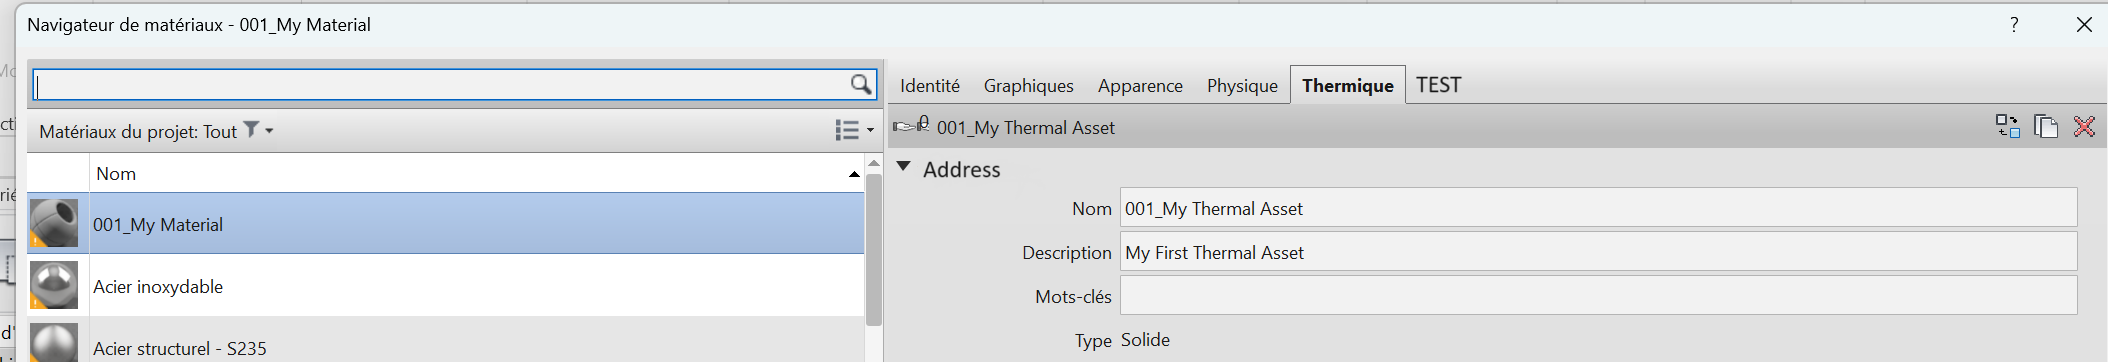 Navigateur de matériaux - 001_My Material
?
Identité Graphiques Apparence Physique Thermique TEST
Matériaux du projet: Tout
001_My Thermal Asset
Nom
Address
001_My Material
Nom 001_My Thermal Asset
Description My First Thermal Asset
Acier inoxydable
Mots-clés
Type Solide
Acier structurel - S235